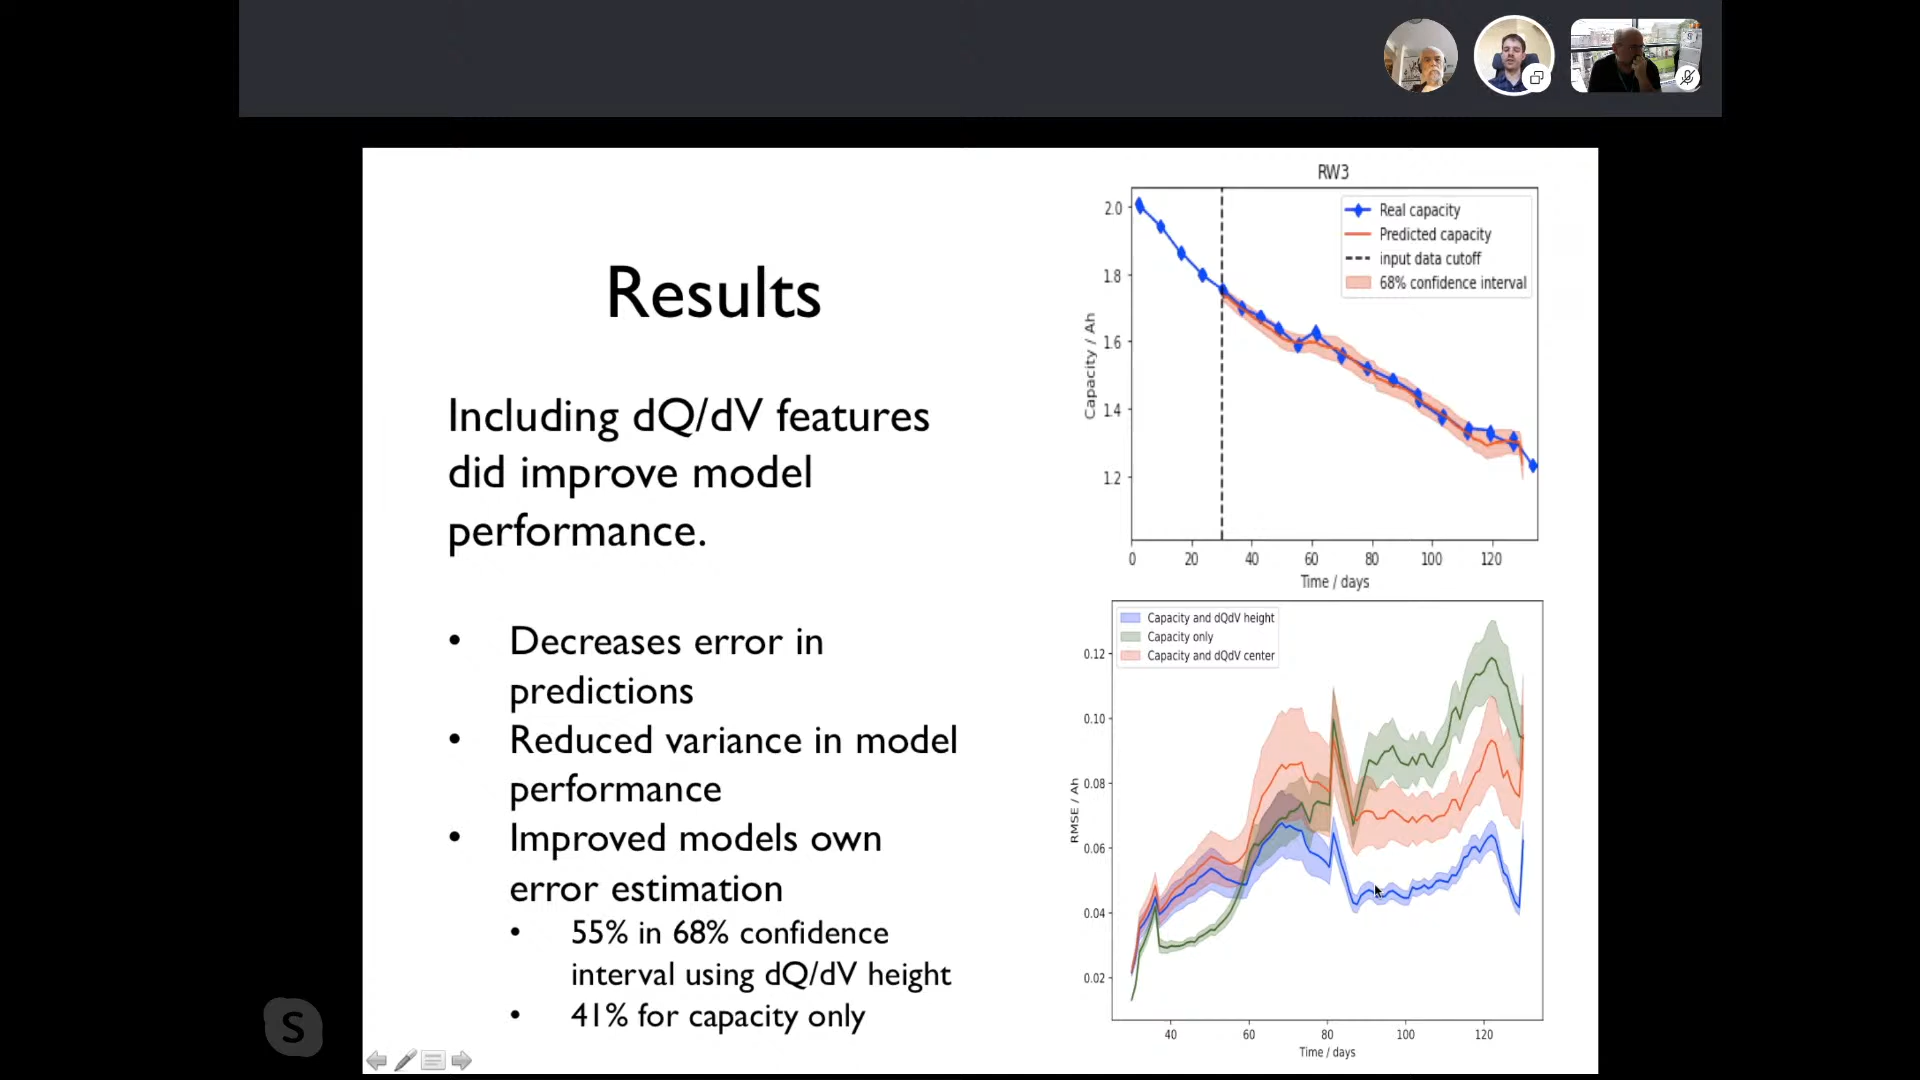 Results
Including dQ/dV features
did improve model
performance.
• Decreases error in
predictions
• Reduced variance in model
performance
• Improved models own
error estimation
• 55% in 68% confidence
interval using dQ/dV height
• 41% for capacity only
RW3
Real capacity
Predicted capacity
input data cutoff
68% confidence interval
Capacity / Ah
2.0
1.8
1.6
1.4
1.2
0 20 40 60 80 100 120
Time / days
Capacity and dQdV height
Capacity only
Capacity and dQdV center
RMSE / Ah
0.12
0.10
0.08
0.06
0.04
0.02
40 60 80 100 120
Time / days
S